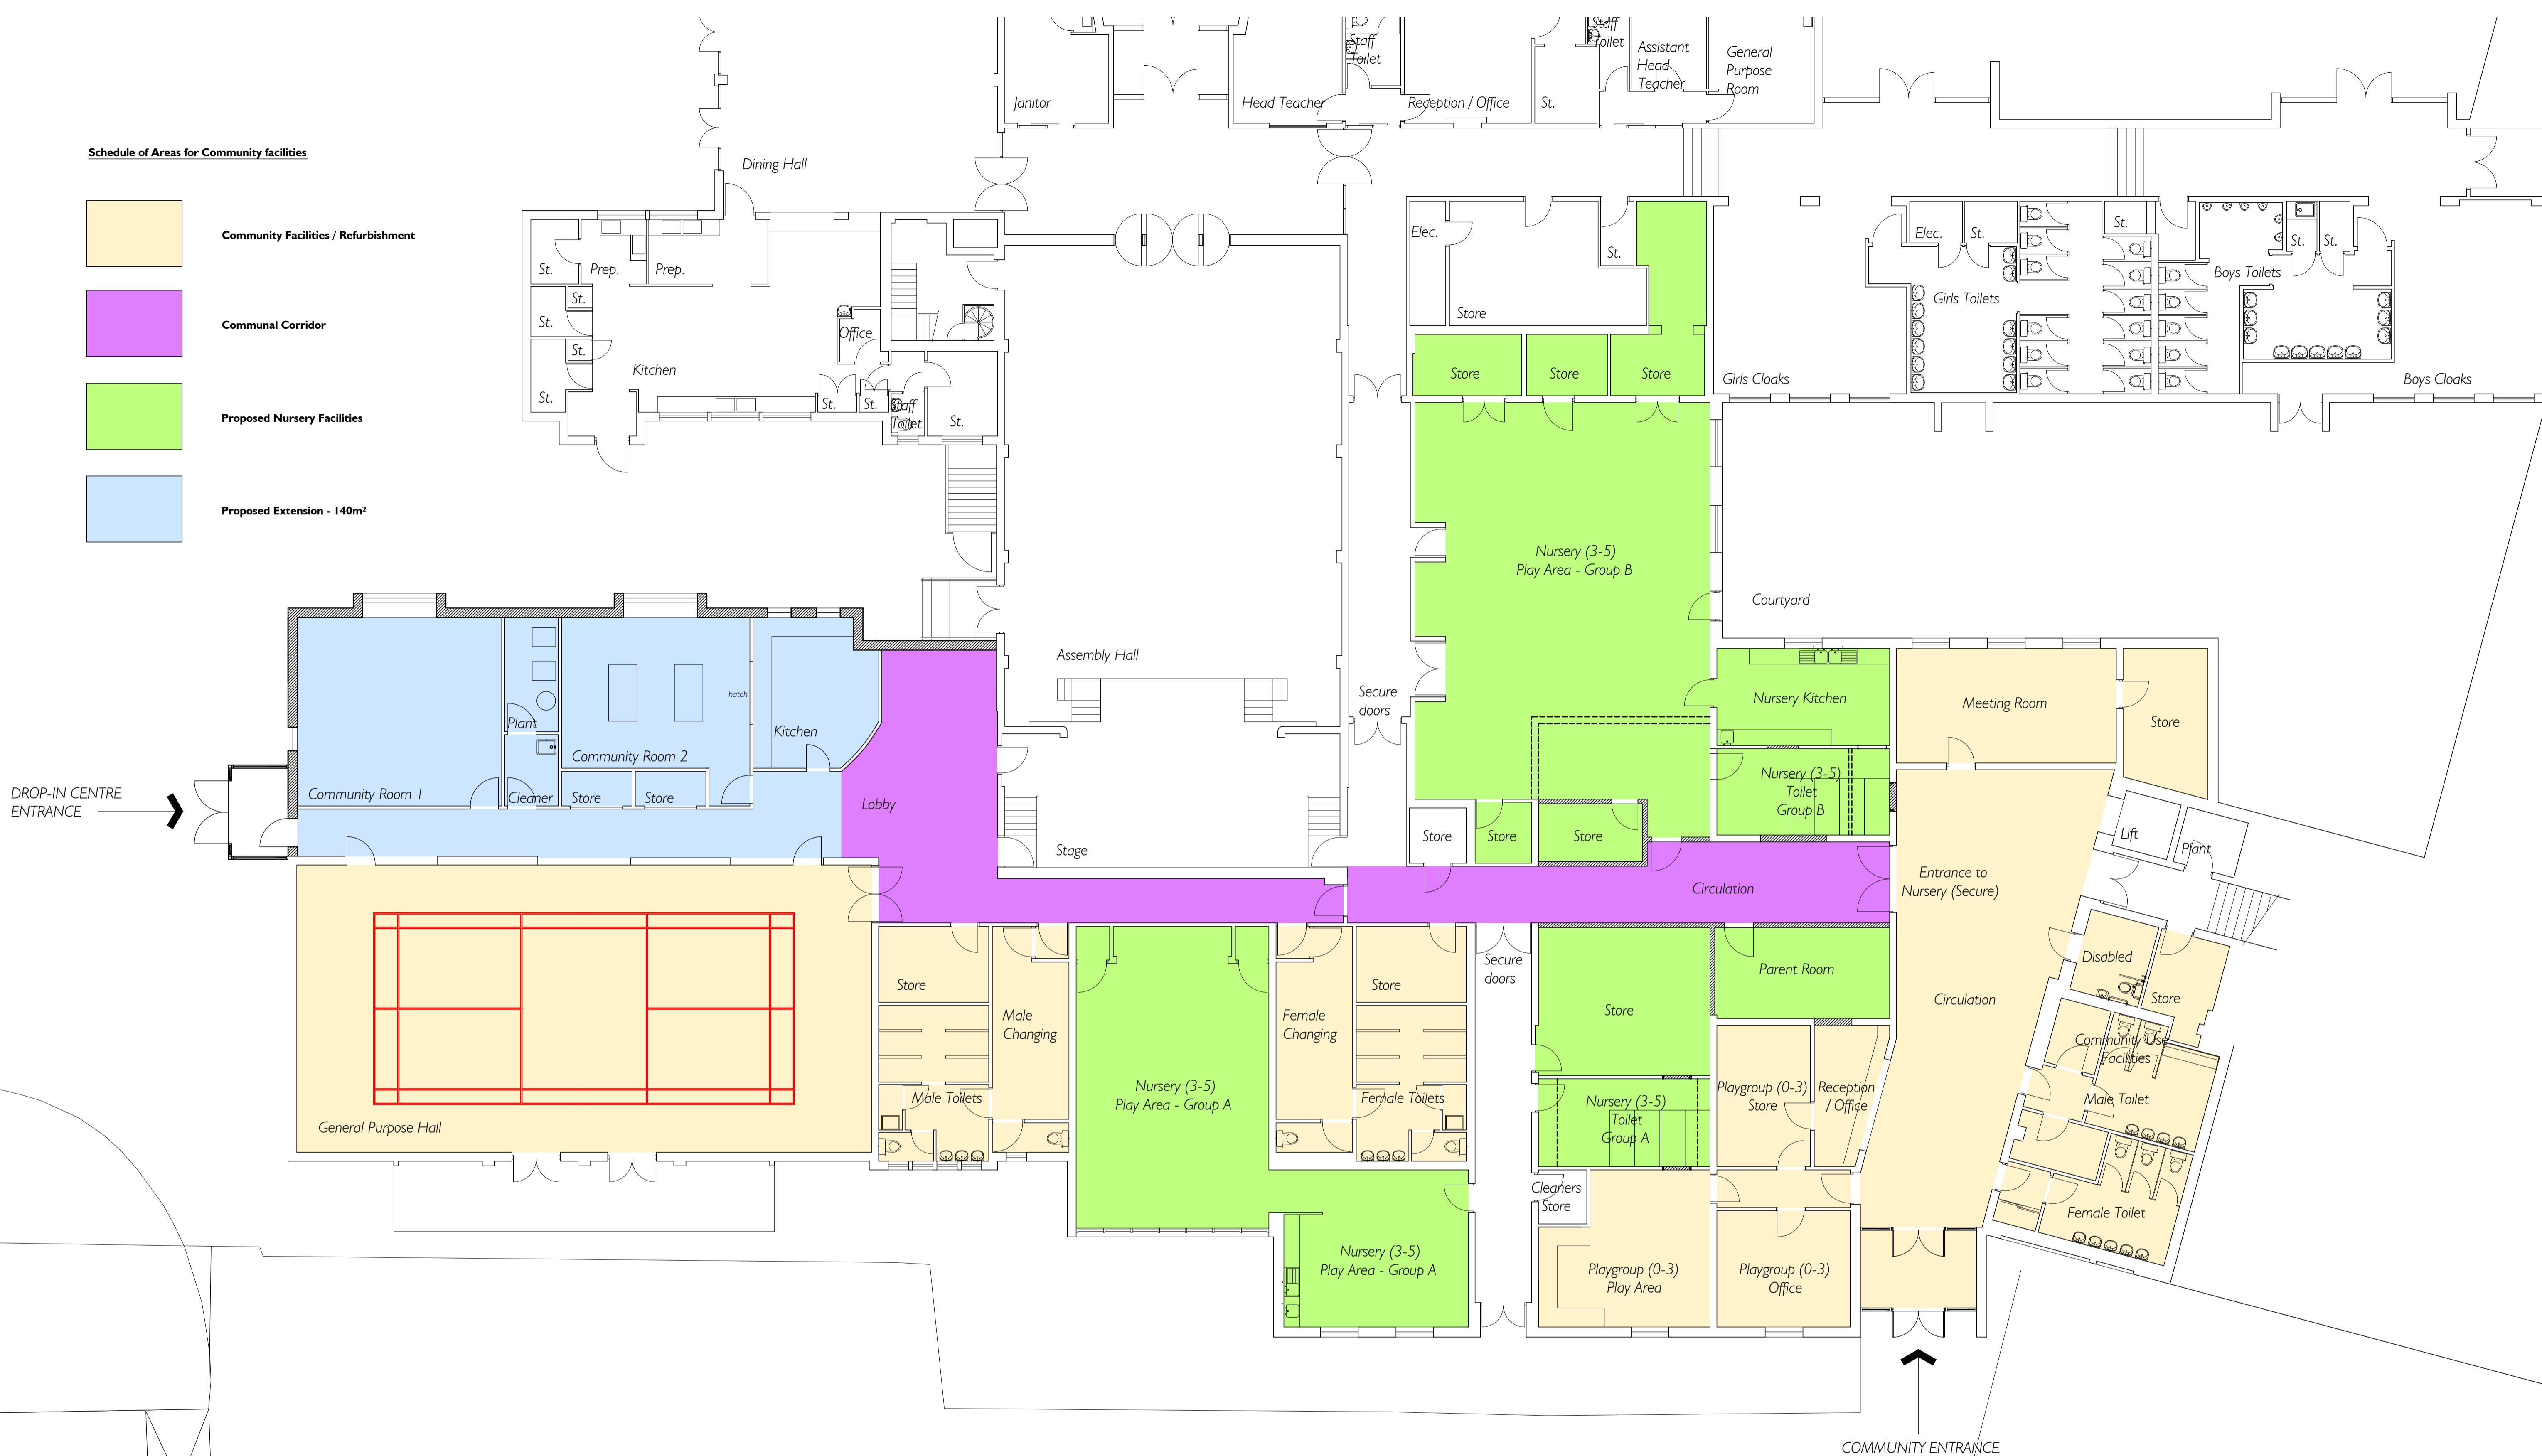 Staff
Toilet
Staff
Toilet
Assistant
Head
Teacher
General
Purpose
Room
Janitor
Head Teacher
Reception / Office
St.
Schedule of Areas for Community facilities
Dining Hall
Community Facilities / Refurbishment
Communal Corridor
Proposed Nursery Facilities
Proposed Extension - 140m²
St.
Prep.
Prep.
St.
St.
St.
St.
Office
Kitchen
St.
St.
St.
Staff
Toilet
St.
Elec.
Store
St.
Store
Store
Store
Elec.
St.
Girls Toilets
Girls Cloaks
St.
Boys Toilets
St.
St.
Boys Cloaks
Nursery (3-5)
Play Area - Group B
Courtyard
Assembly Hall
Secure
doors
Nursery Kitchen
Meeting Room
Store
hatch
Plant
Community Room 2
Kitchen
DROP-IN CENTRE
ENTRANCE
Community Room 1
Cleaner
Store
Store
Lobby
Nursery (3-5)
Toilet
Group B
Stage
Store
Store
Store
Lift
Plant
Circulation
Entrance to
Nursery (Secure)
Store
Male
Changing
Female
Changing
Store
Secure
doors
Store
Parent Room
Circulation
Disabled
Store
Community Use
Facilities
General Purpose Hall
Male Toilets
Nursery (3-5)
Play Area - Group A
Female Toilets
Nursery (3-5)
Toilet
Group A
Playgroup (0-3)
Store
Reception
/ Office
Male Toilet
Cleaners
Store
Female Toilet
Nursery (3-5)
Play Area - Group A
Playgroup (0-3)
Play Area
Playgroup (0-3)
Office
COMMUNITY ENTRANCE